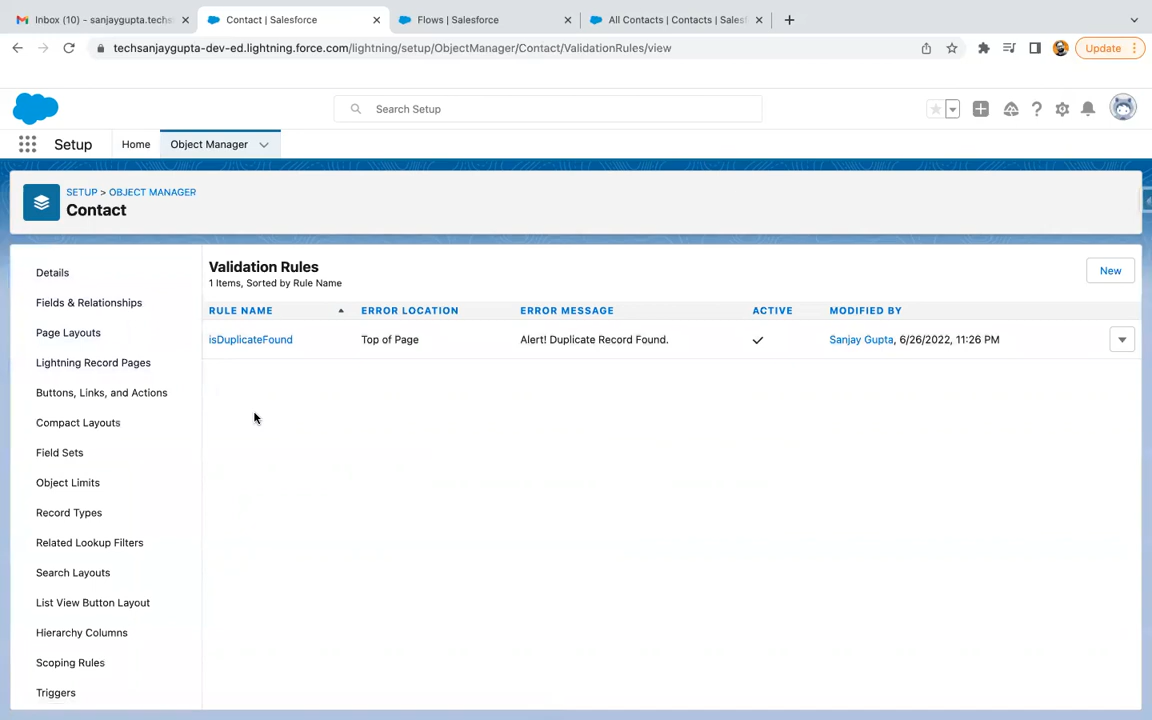 Inbox (10) - sanjaygupta.techs
Contact | Salesforce
Flows | Salesforce
All Contacts | Contacts | Sales
techsanjaygupta-dev-ed.lightning.force.com/lightning/setup/ObjectManager/Contact/ValidationRules/view
Update
Search Setup
Setup
Home
Object Manager
SETUP > OBJECT MANAGER
Contact
Details
Fields & Relationships
Page Layouts
Lightning Record Pages
Buttons, Links, and Actions
Compact Layouts
Field Sets
Object Limits
Record Types
Related Lookup Filters
Search Layouts
List View Button Layout
Hierarchy Columns
Scoping Rules
Triggers
Validation Rules
1 Items, Sorted by Rule Name
New
RULE NAME ERROR LOCATION ERROR MESSAGE ACTIVE MODIFIED BY
isDuplicateFound Top of Page Alert! Duplicate Record Found. Sanjay Gupta, 6/26/2022, 11:26 PM